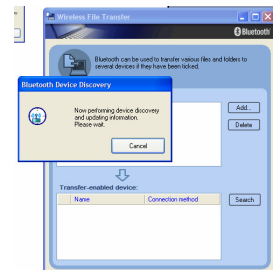 Wireless File Transfer
Bluetooth
Bluetooth can be used to transfer various files and folders to
several devices if they have been ticked.
Bluetooth Device Discovery
Now performing device discovery
and updating information.
Please wait.
Cancel
Add...
Delete
Transfer-enabled device:
Name Connection method
Search